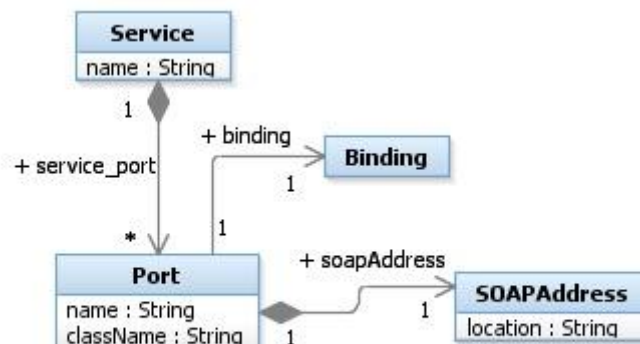 Service
name : String
1
+ service_port
+ binding
Binding
1
1
*
Port
name : String
className : String
+ soapAddress
1
1
SOAPAddress
location : String